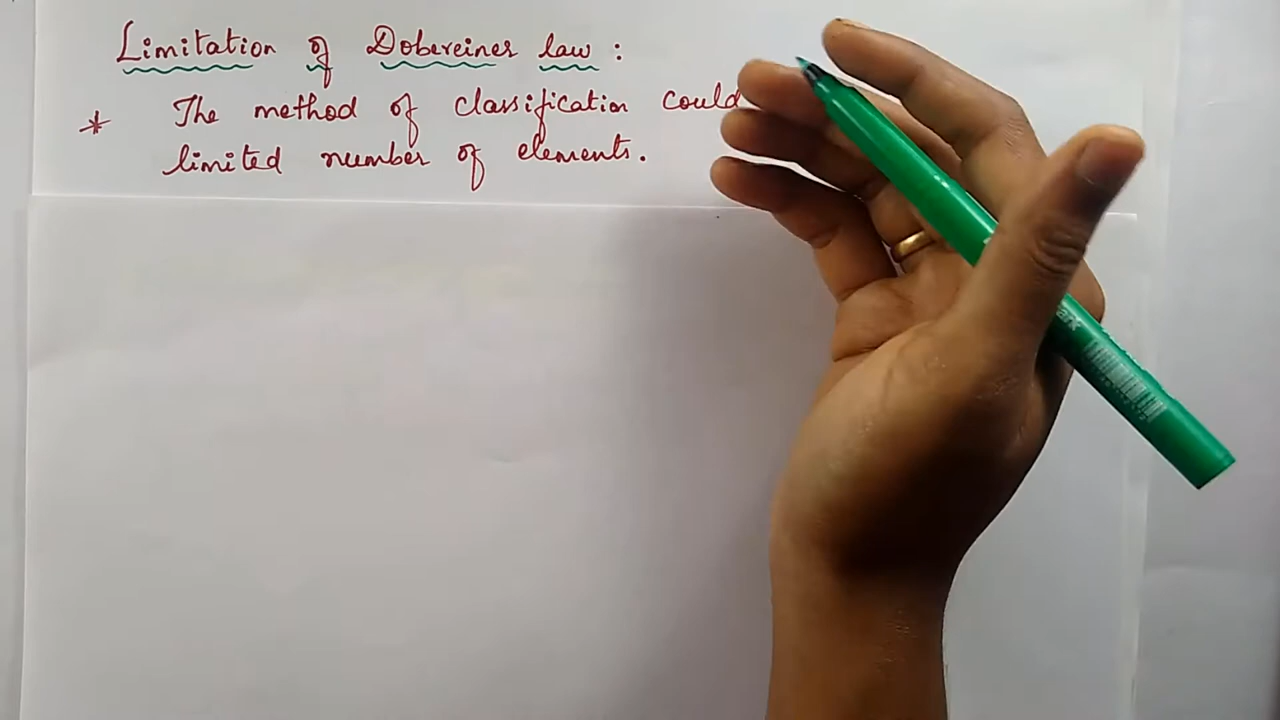 Limitation of Dobereiner law :
* The method of classification could
limited number of elements.